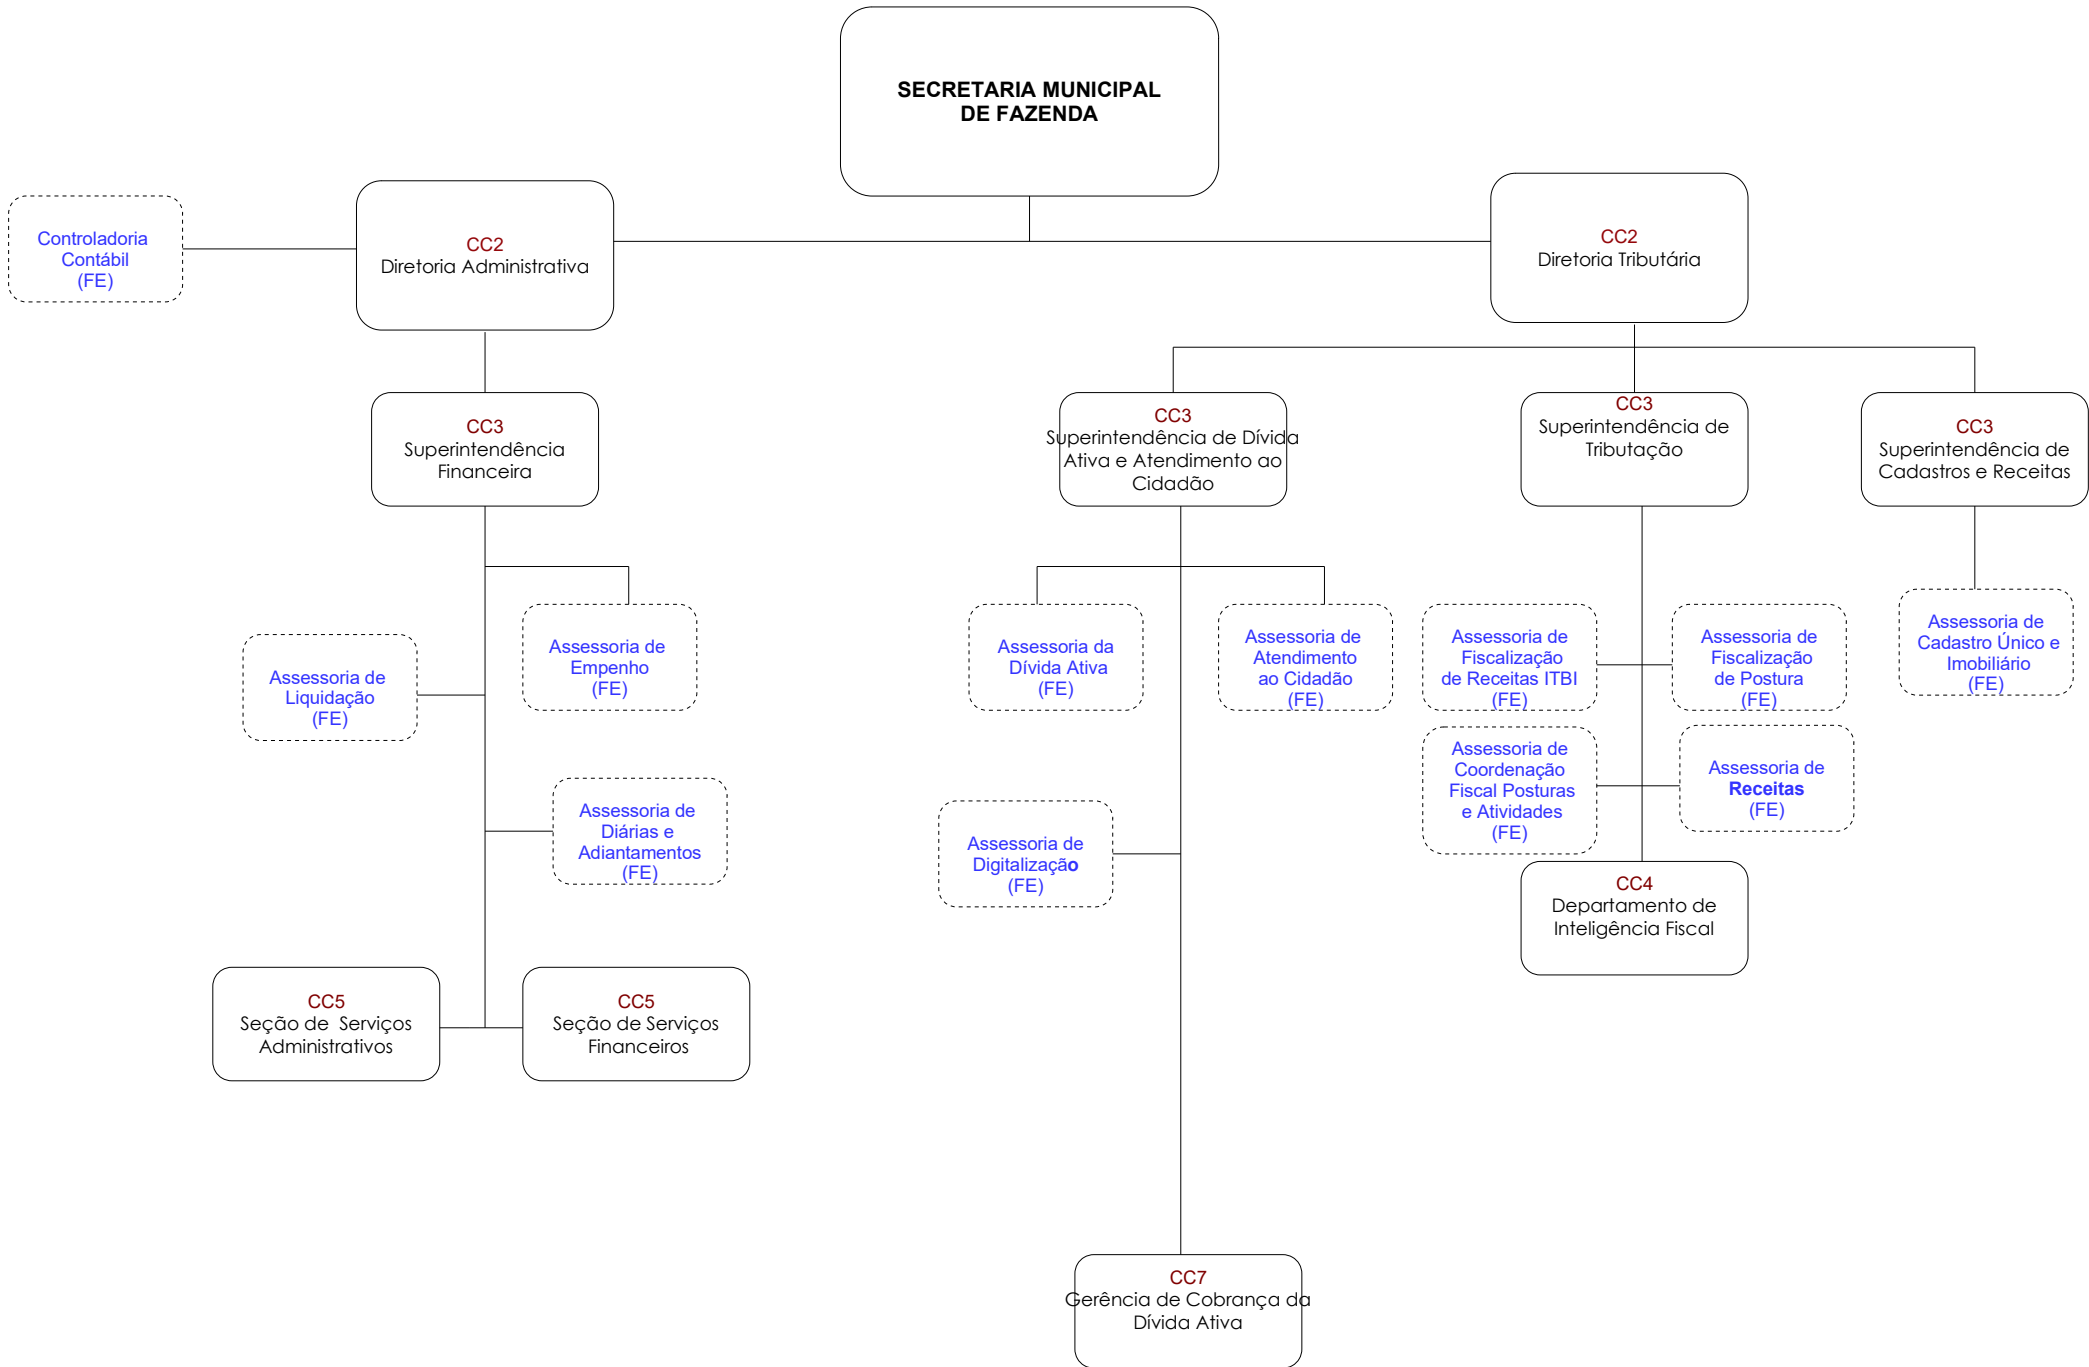 SECRETARIA MUNICIPAL
DE FAZENDA
Controladoria
Contábil
(FE)
CC2
Diretoria Administrativa
CC2
Diretoria Tributária
CC3
Superintendência
Financeira
CC3
Superintendência de Dívida
Ativa e Atendimento ao
Cidadão
CC3
Superintendência de
Tributação
CC3
Superintendência de
Cadastros e Receitas
Assessoria de
Liquidação
(FE)
Assessoria de
Empenho
(FE)
Assessoria da
Dívida Ativa
(FE)
Assessoria de
Atendimento
ao Cidadão
(FE)
Assessoria de
Fiscalização
de Receitas ITBI
(FE)
Assessoria de
Fiscalização
de Postura
(FE)
Assessoria de
Cadastro Único e
Imobiliário
(FE)
Assessoria de
Diárias e
Adiantamentos
(FE)
Assessoria de
Digitalização
(FE)
Assessoria de
Coordenação
Fiscal Posturas
e Atividades
(FE)
Assessoria de
Receitas
(FE)
CC4
Departamento de
Inteligência Fiscal
CC5
Seção de  Serviços
Administrativos
CC5
Seção de Serviços
Financeiros
CC7
Gerência de Cobrança da
Dívida Ativa